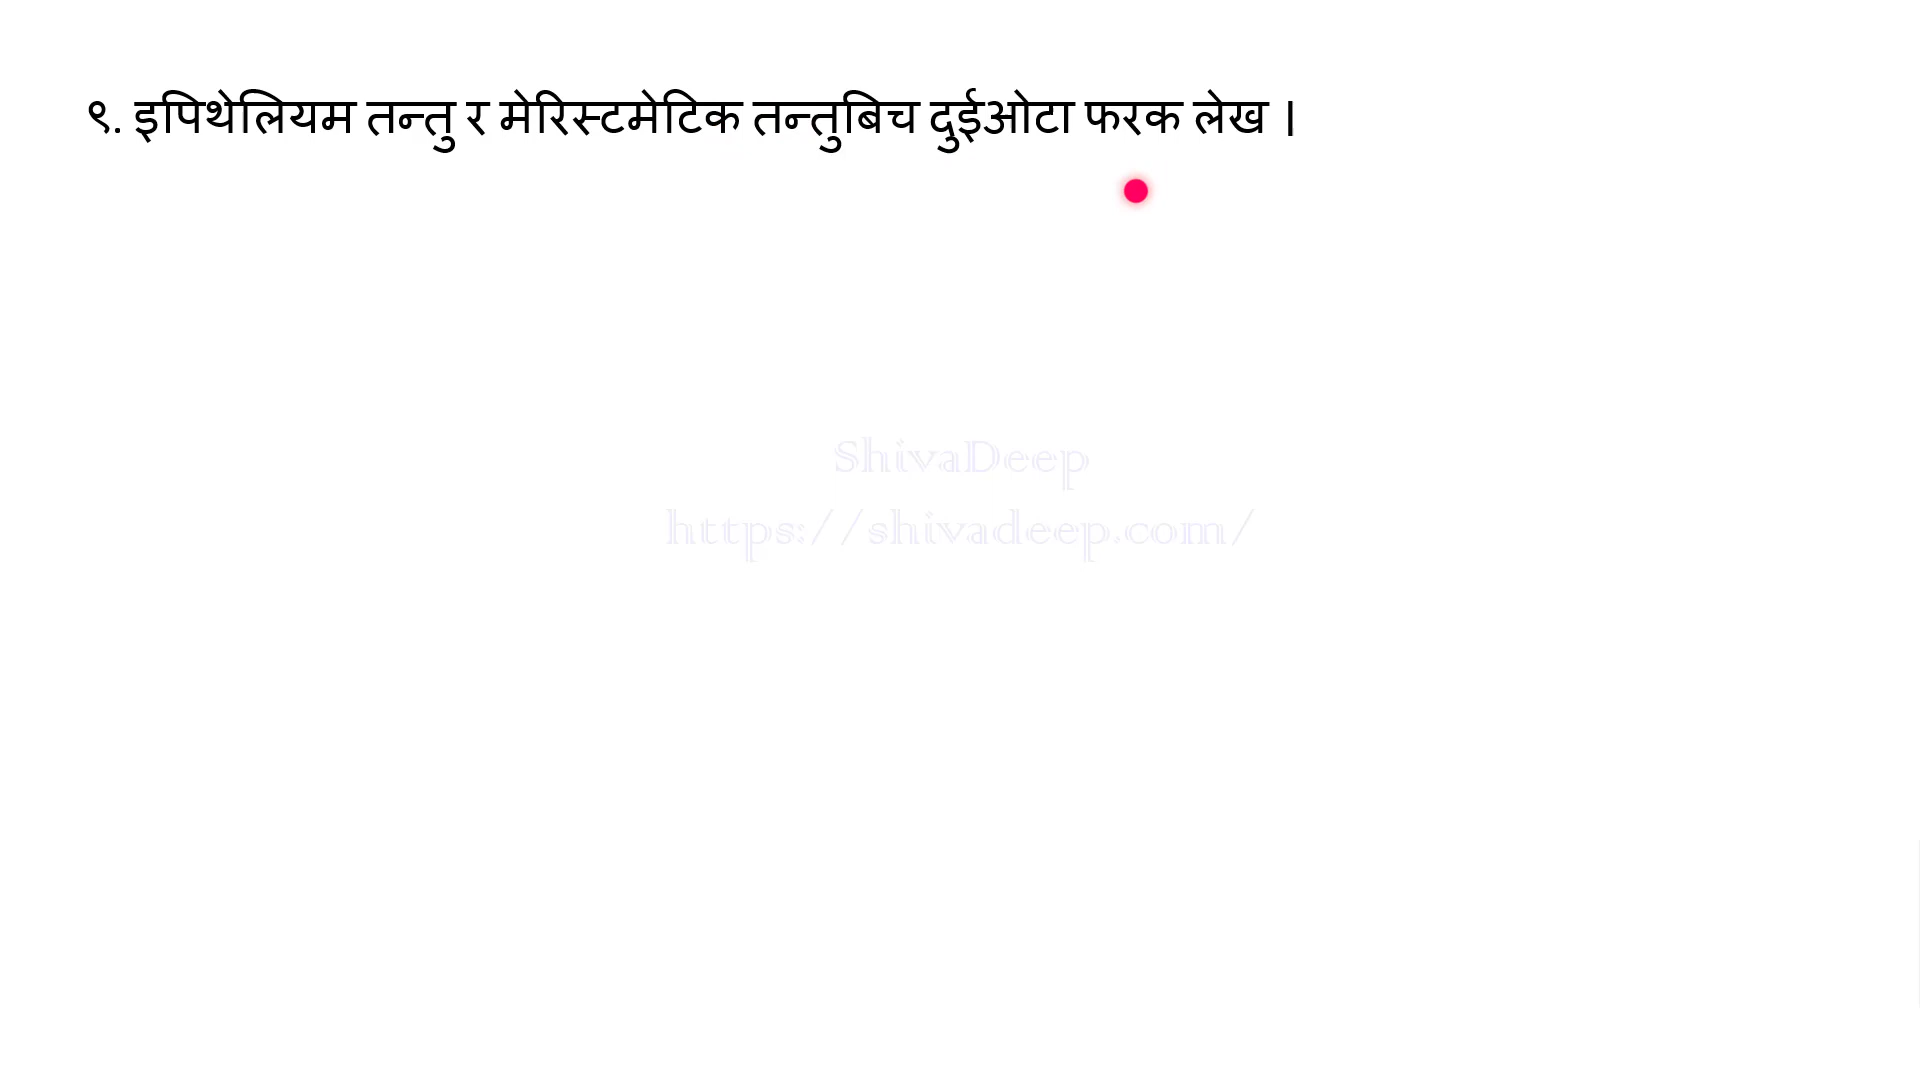 ९. इपिथेलियम तन्तु र मेरिस्टमेटिक तन्तुबिच दुईओटा फरक लेख ।
ShivaDeep
https://shivadeep.com/